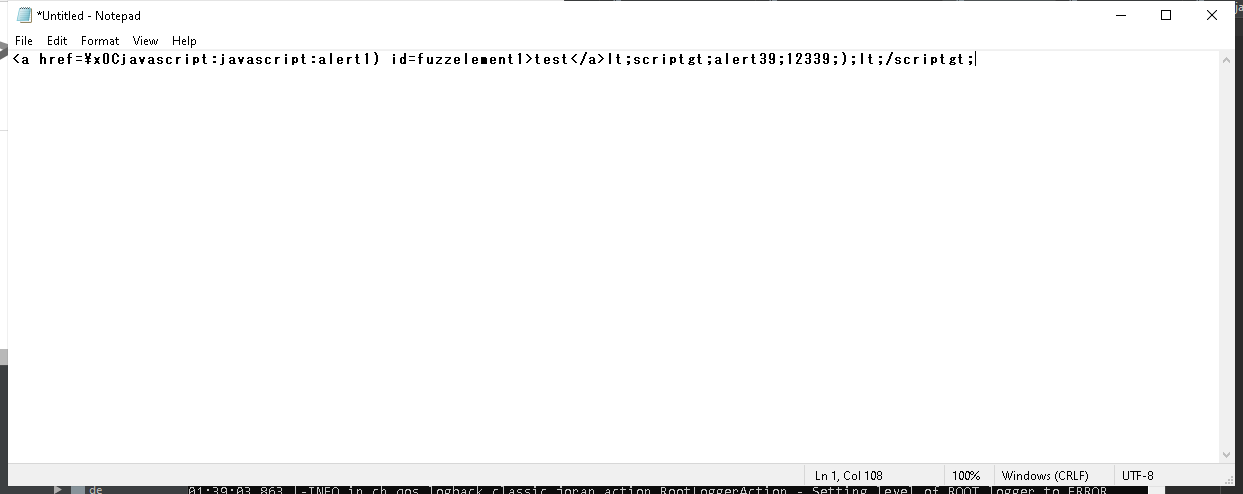 *Untitled - Notepad
File Edit Format View Help
<a href=¥x0Cjavascript:javascript:alert1) id=fuzzelement1>test</a>lt;scriptgt;alert39;12339;);lt;/scriptgt;
Ln 1, Col 108 100% Windows (CRLF) UTF-8
de 01:39:03,863 |-INFO in ch.qos.logback.classic.joran.action.RootLoggerAction - Setting level of ROOT logger to ERROR